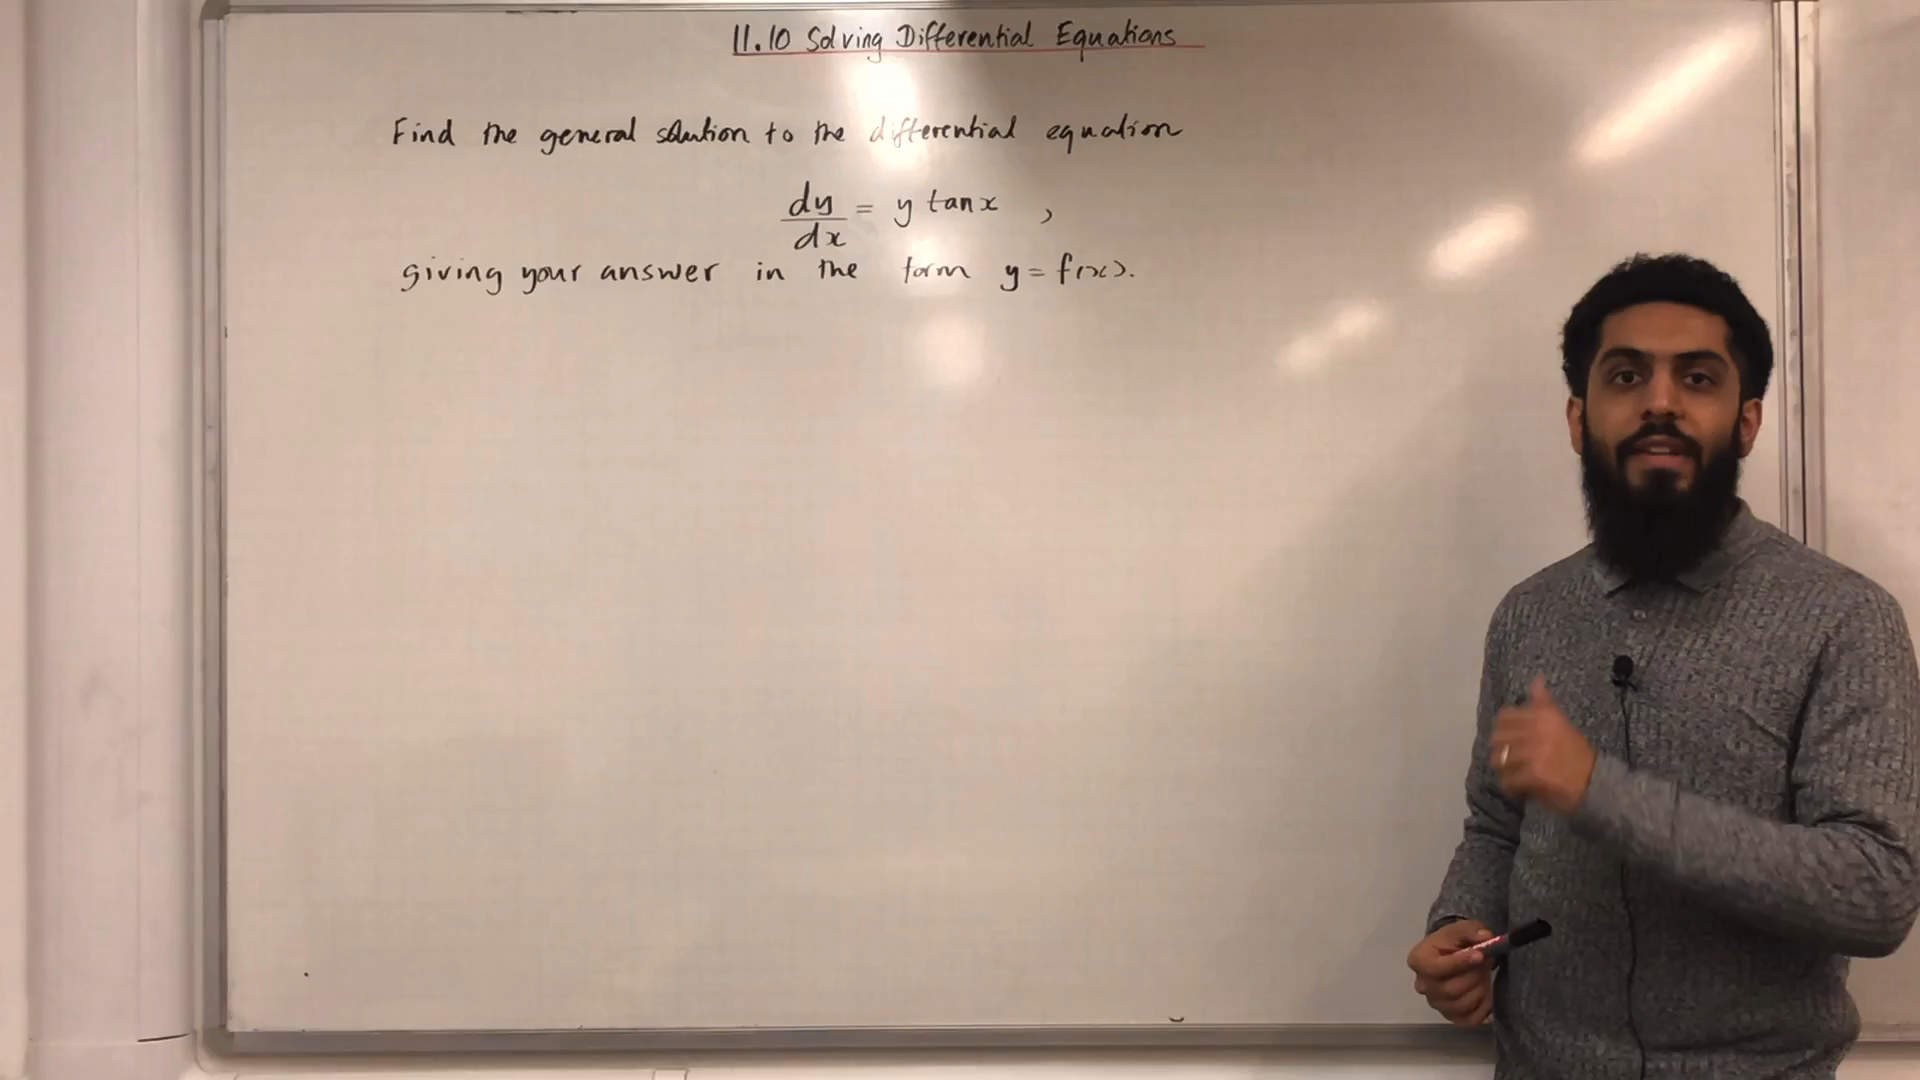 11.10 Solving Differential Equations
Find the general solution to the differential equation
dy/dx = y tanx ,
giving your answer in the form y = f(x).